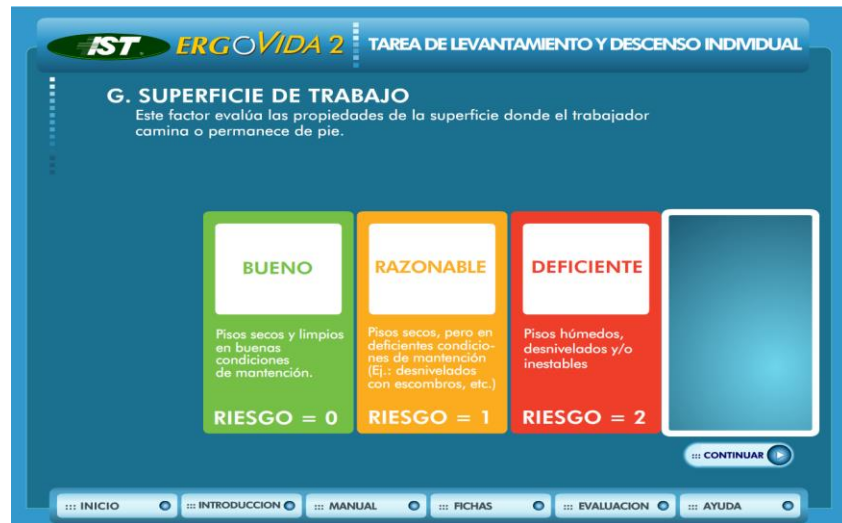 IST. ERGOVIDA 2 TAREA DE LEVANTAMIENTO Y DESCENSO INDIVIDUAL
G. SUPERFICIE DE TRABAJO
Este factor evalúa las propiedades de la superficie donde el trabajador
camina o permanece de pie.
BUENO
Pisos secos y limpios
en buenas
condiciones
de mantención.
RIESGO = 0
RAZONABLE
Pisos secos, pero en
deficientes condicio-
nes de mantención
(Ej.: desnivelados
con escombros, etc.)
RIESGO = 1
DEFICIENTE
Pisos húmedos,
desnivelados y/o
inestables
RIESGO = 2
::: CONTINUAR
::: INICIO ::: INTRODUCCION ::: MANUAL ::: FICHAS ::: EVALUACION ::: AYUDA